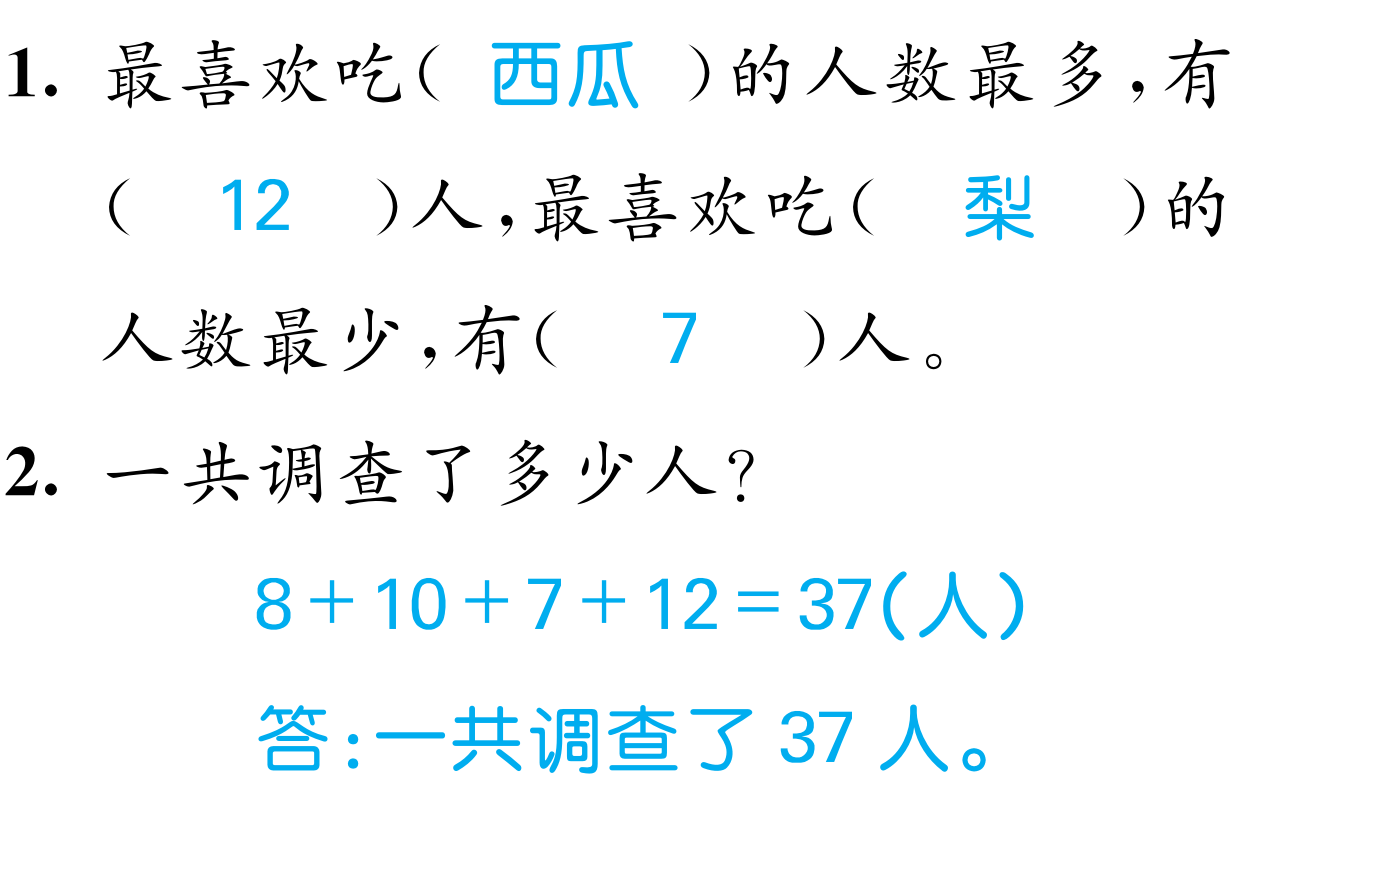 1. 最喜欢吃( 西瓜 )的人数最多,有
( 12 )人,最喜欢吃( 梨 )的
人数最少,有( 7 )人。
2. 一共调查了多少人?
8+10+7+12=37(人)
答:一共调查了 37 人。